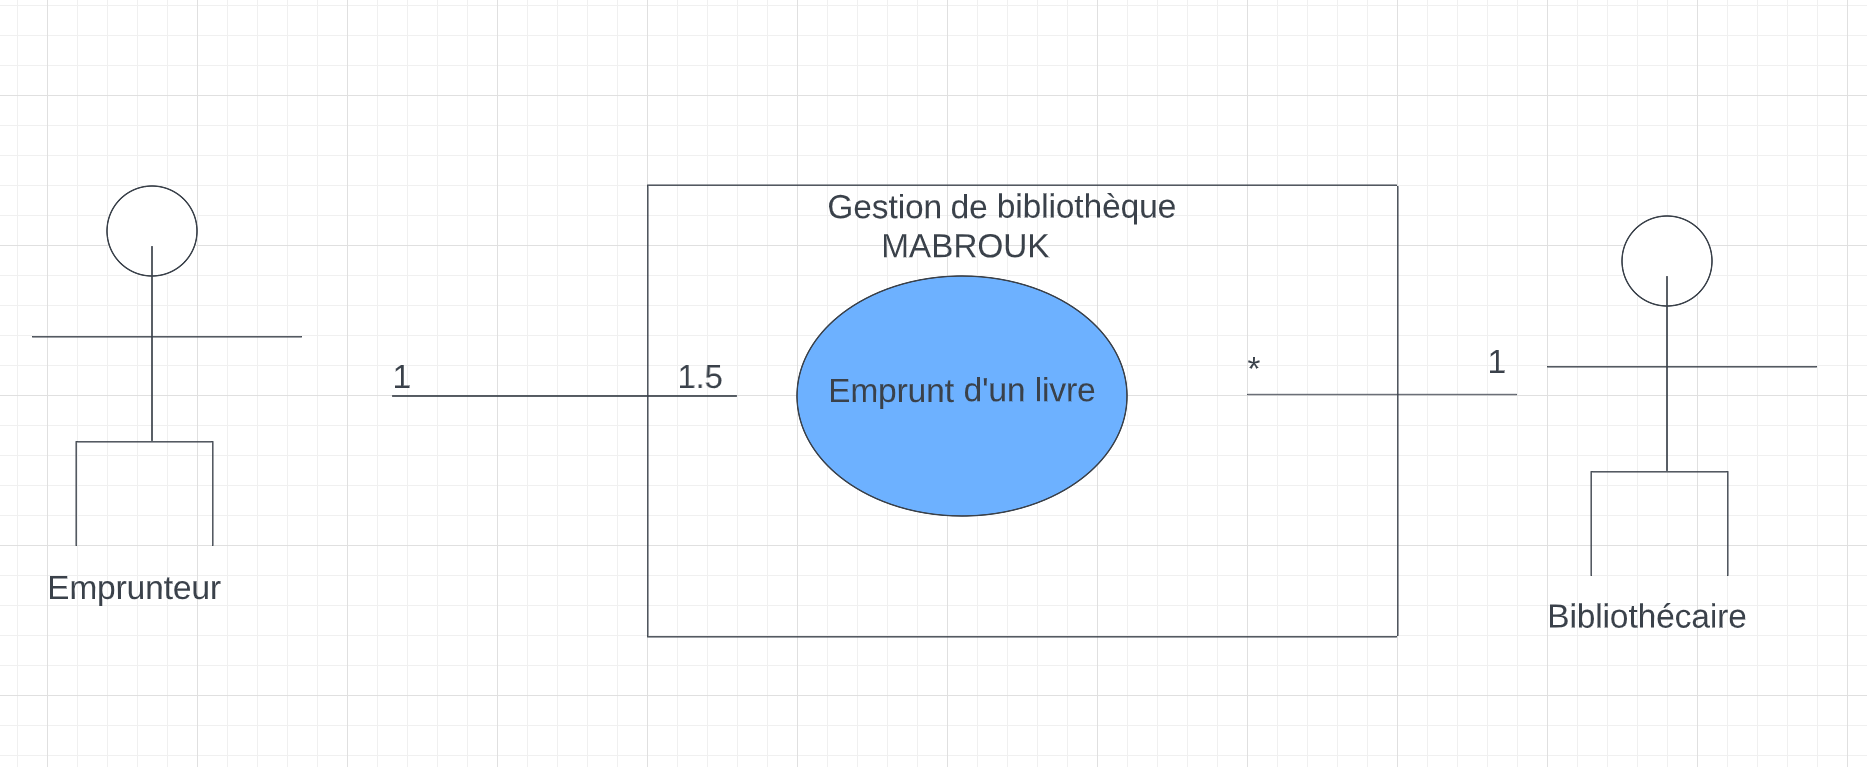 Gestion de bibliothèque
MABROUK
1
1.5
Emprunt d'un livre
*
1
Emprunteur
Bibliothécaire